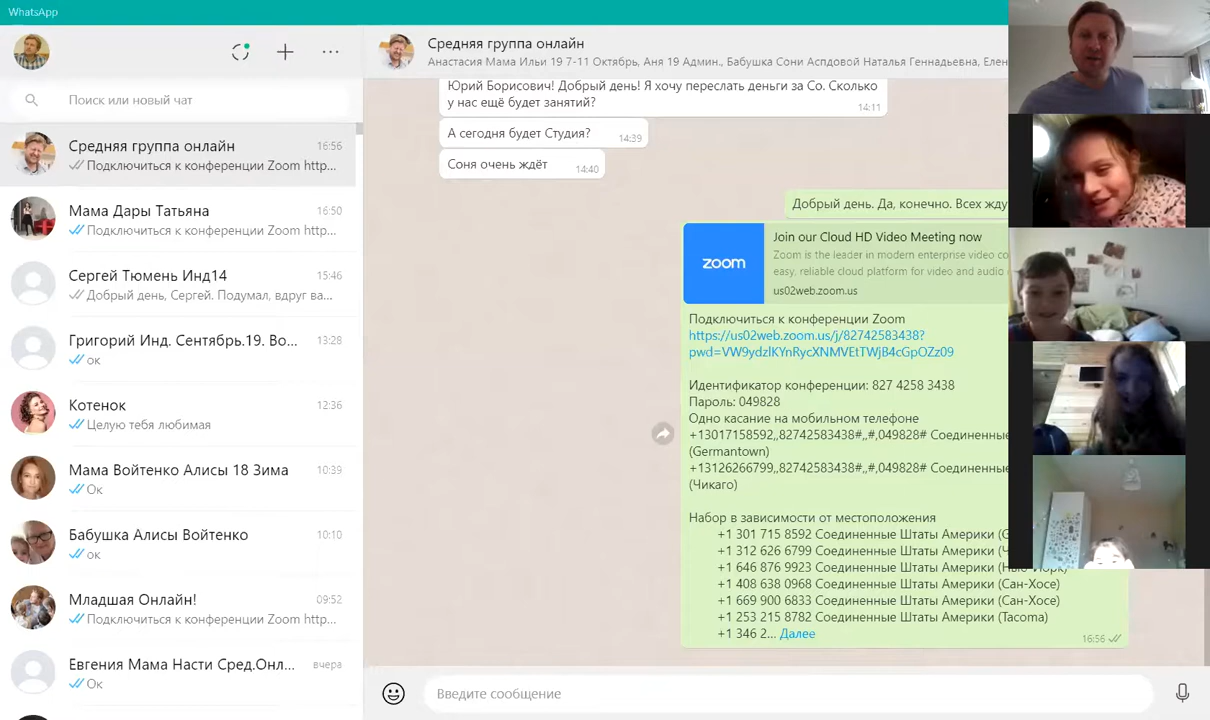 WhatsApp
Поиск или новый чат
Средняя группа онлайн
16:56
Подключиться к конференции Zoom http...
Мама Дары Татьяна
16:50
Подключиться к конференции Zoom http...
Сергей Тюмень Инд14
15:46
Добрый день, Сергей. Подумал, вдруг ва...
Григорий Инд. Сентябрь.19. Во...
13:28
ок
Котенок
12:36
Целую тебя любимая
Мама Войтенко Алисы 18 Зима
10:39
Ок
Бабушка Алисы Войтенко
10:10
ок
Младшая Онлайн!
09:52
Подключиться к конференции Zoom http...
Евгения Мама Насти Сред.Онл...
вчера
Ок
Средняя группа онлайн
Анастасия Мама Ильи 19 7-11 Октябрь, Аня 19 Админ., Бабушка Сони Аспдовой Наталья Геннадьевна, Елен
Юрий Борисович! Добрый день! Я хочу переслать деньги за Со. Сколько
у нас ещё будет занятий?
14:11
А сегодня будет Студия?
14:39
Соня очень ждёт
14:40
Добрый день. Да, конечно. Всех жду
zoom
Join our Cloud HD Video Meeting now
Zoom is the leader in modern enterprise video co
easy, reliable cloud platform for video and audio
us02web.zoom.us
Подключиться к конференции Zoom
https://us02web.zoom.us/j/82742583438?
pwd=VW9ydzlKYnRycXNMVEtTWjB4cGpOZz09
Идентификатор конференции: 827 4258 3438
Пароль: 049828
Одно касание на мобильном телефоне
+13017158592,,82742583438#,,#,049828# Соединенные
(Germantown)
+13126266799,,82742583438#,,#,049828# Соединенные
(Чикаго)
Набор в зависимости от местоположения
+1 301 715 8592 Соединенные Штаты Америки (G
+1 312 626 6799 Соединенные Штаты Америки (Ч
+1 646 876 9923 Соединенные Штаты Америки (Нью-Йорк)
+1 408 638 0968 Соединенные Штаты Америки (Сан-Хосе)
+1 669 900 6833 Соединенные Штаты Америки (Сан-Хосе)
+1 253 215 8782 Соединенные Штаты Америки (Tacoma)
+1 346 2... Далее
16:56
Введите сообщение